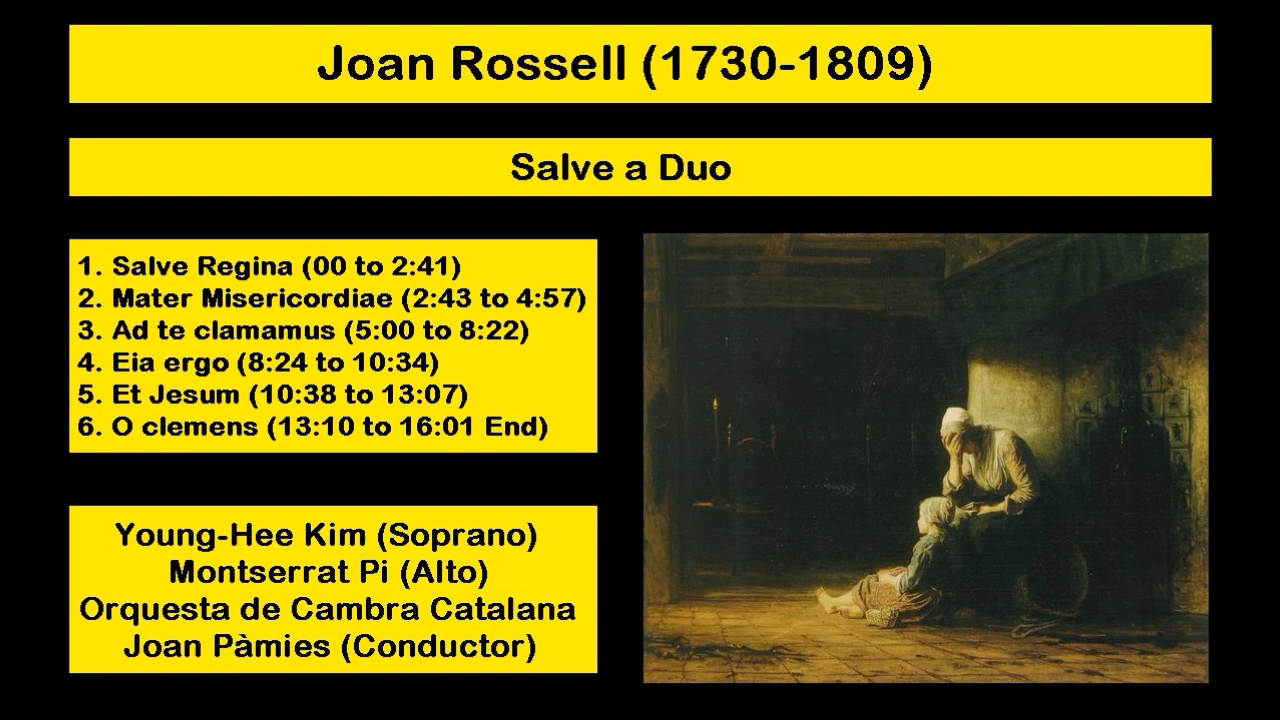 Joan Rossell (1730-1809)
Salve a Duo
1. Salve Regina (00 to 2:41)
2. Mater Misericordiae (2:43 to 4:57)
3. Ad te clamamus (5:00 to 8:22)
4. Eia ergo (8:24 to 10:34)
5. Et Jesum (10:38 to 13:07)
6. O clemens (13:10 to 16:01 End)
Young-Hee Kim (Soprano)
Montserrat Pi (Alto)
Orquesta de Cambra Catalana
Joan Pàmies (Conductor)